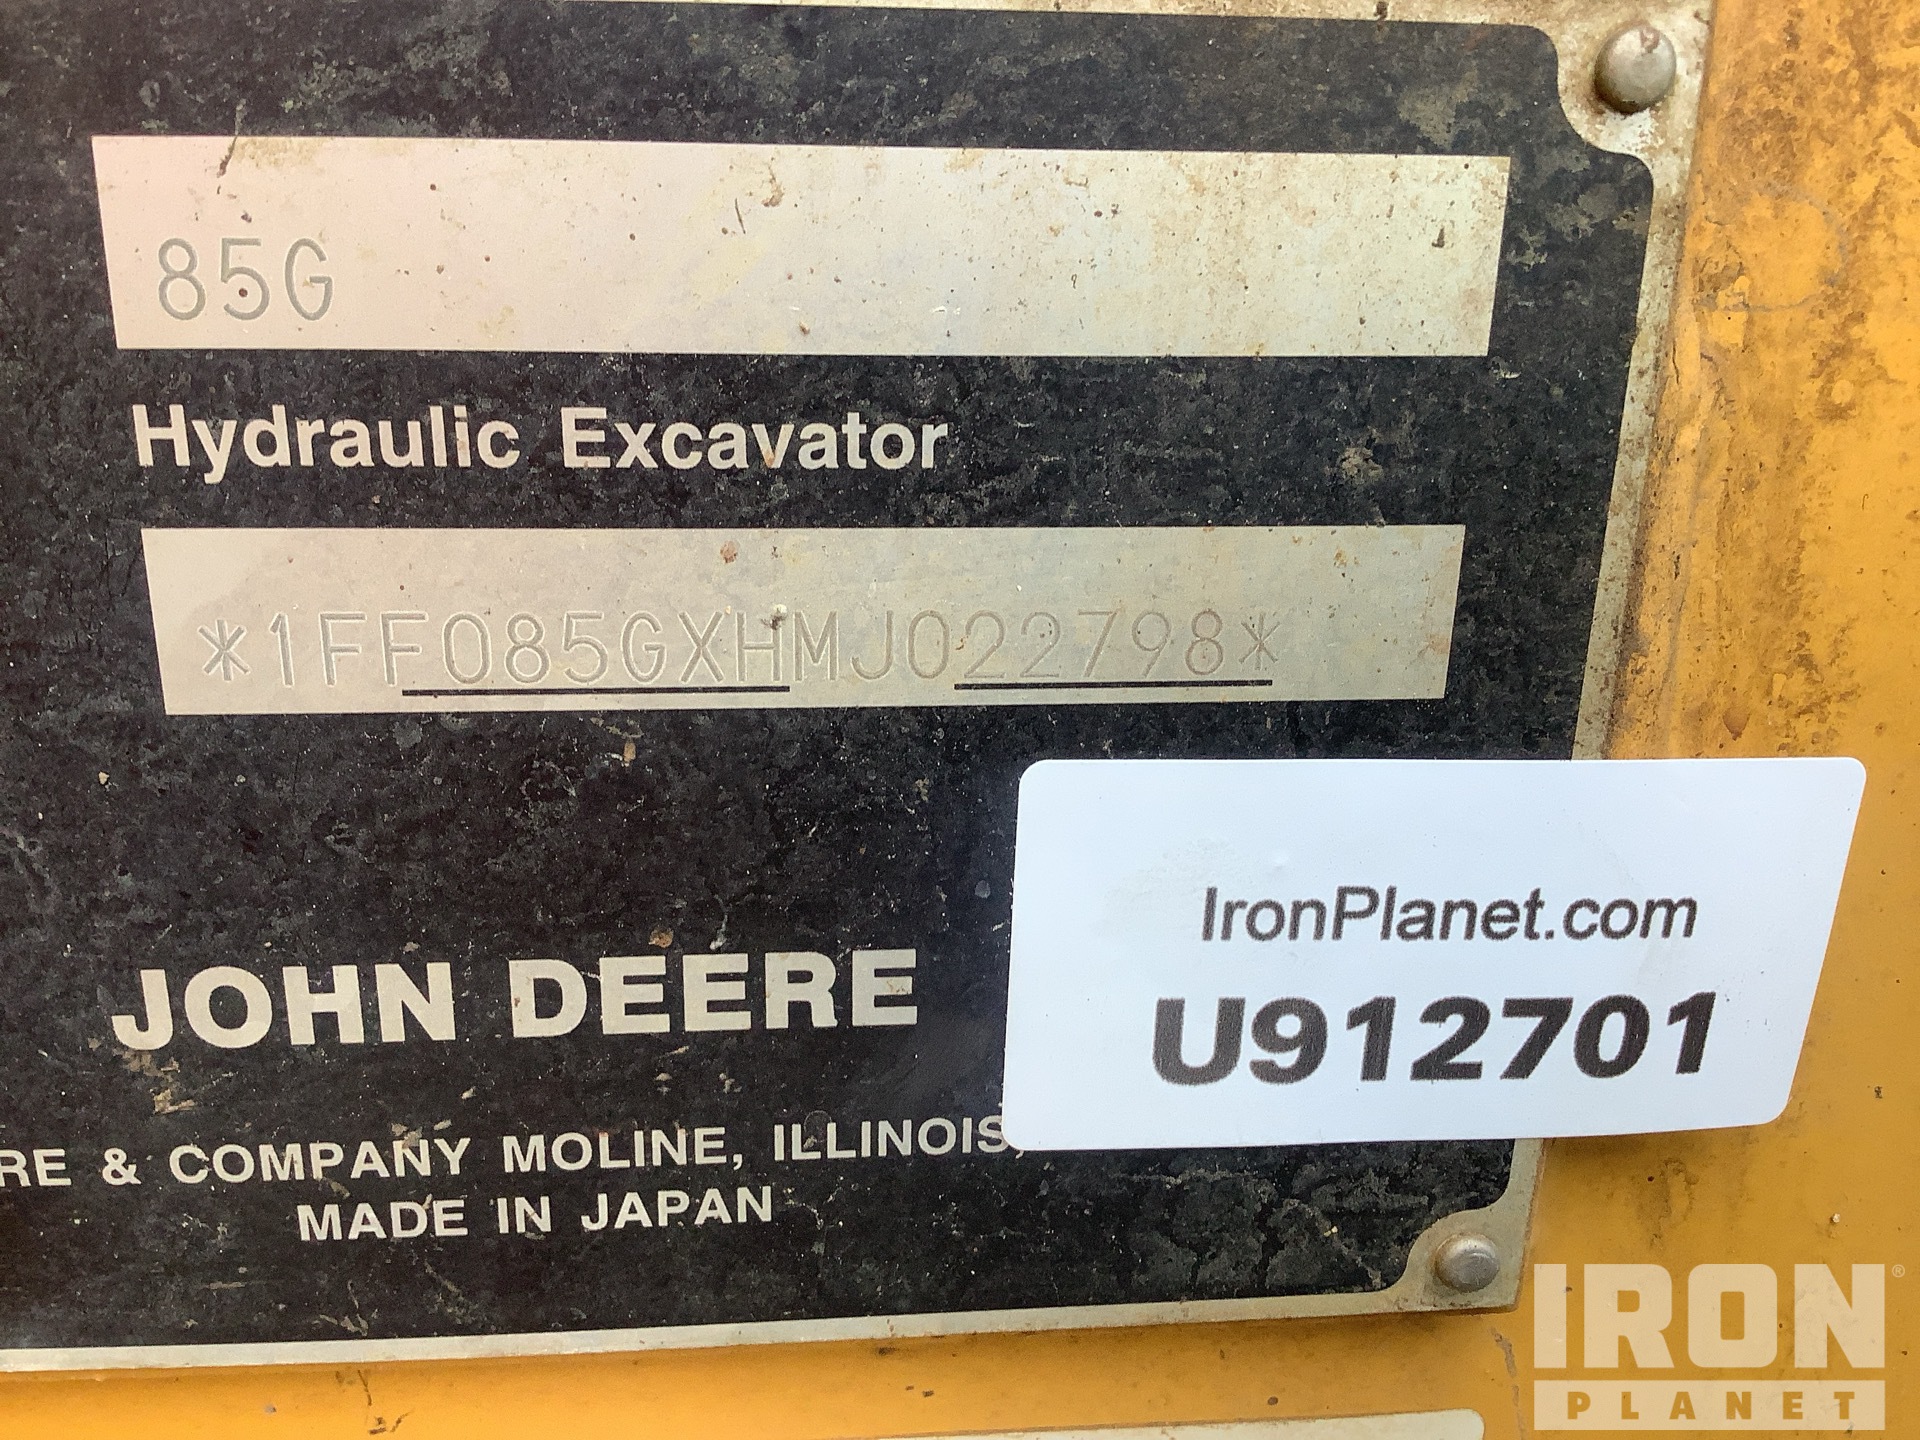 85G
Hydraulic Excavator
*1FF085GXHMJ022798*
JOHN DEERE
RE & COMPANY MOLINE, ILLINOIS,
MADE IN JAPAN
IronPlanet.com
U912701
IRON®
PLANET